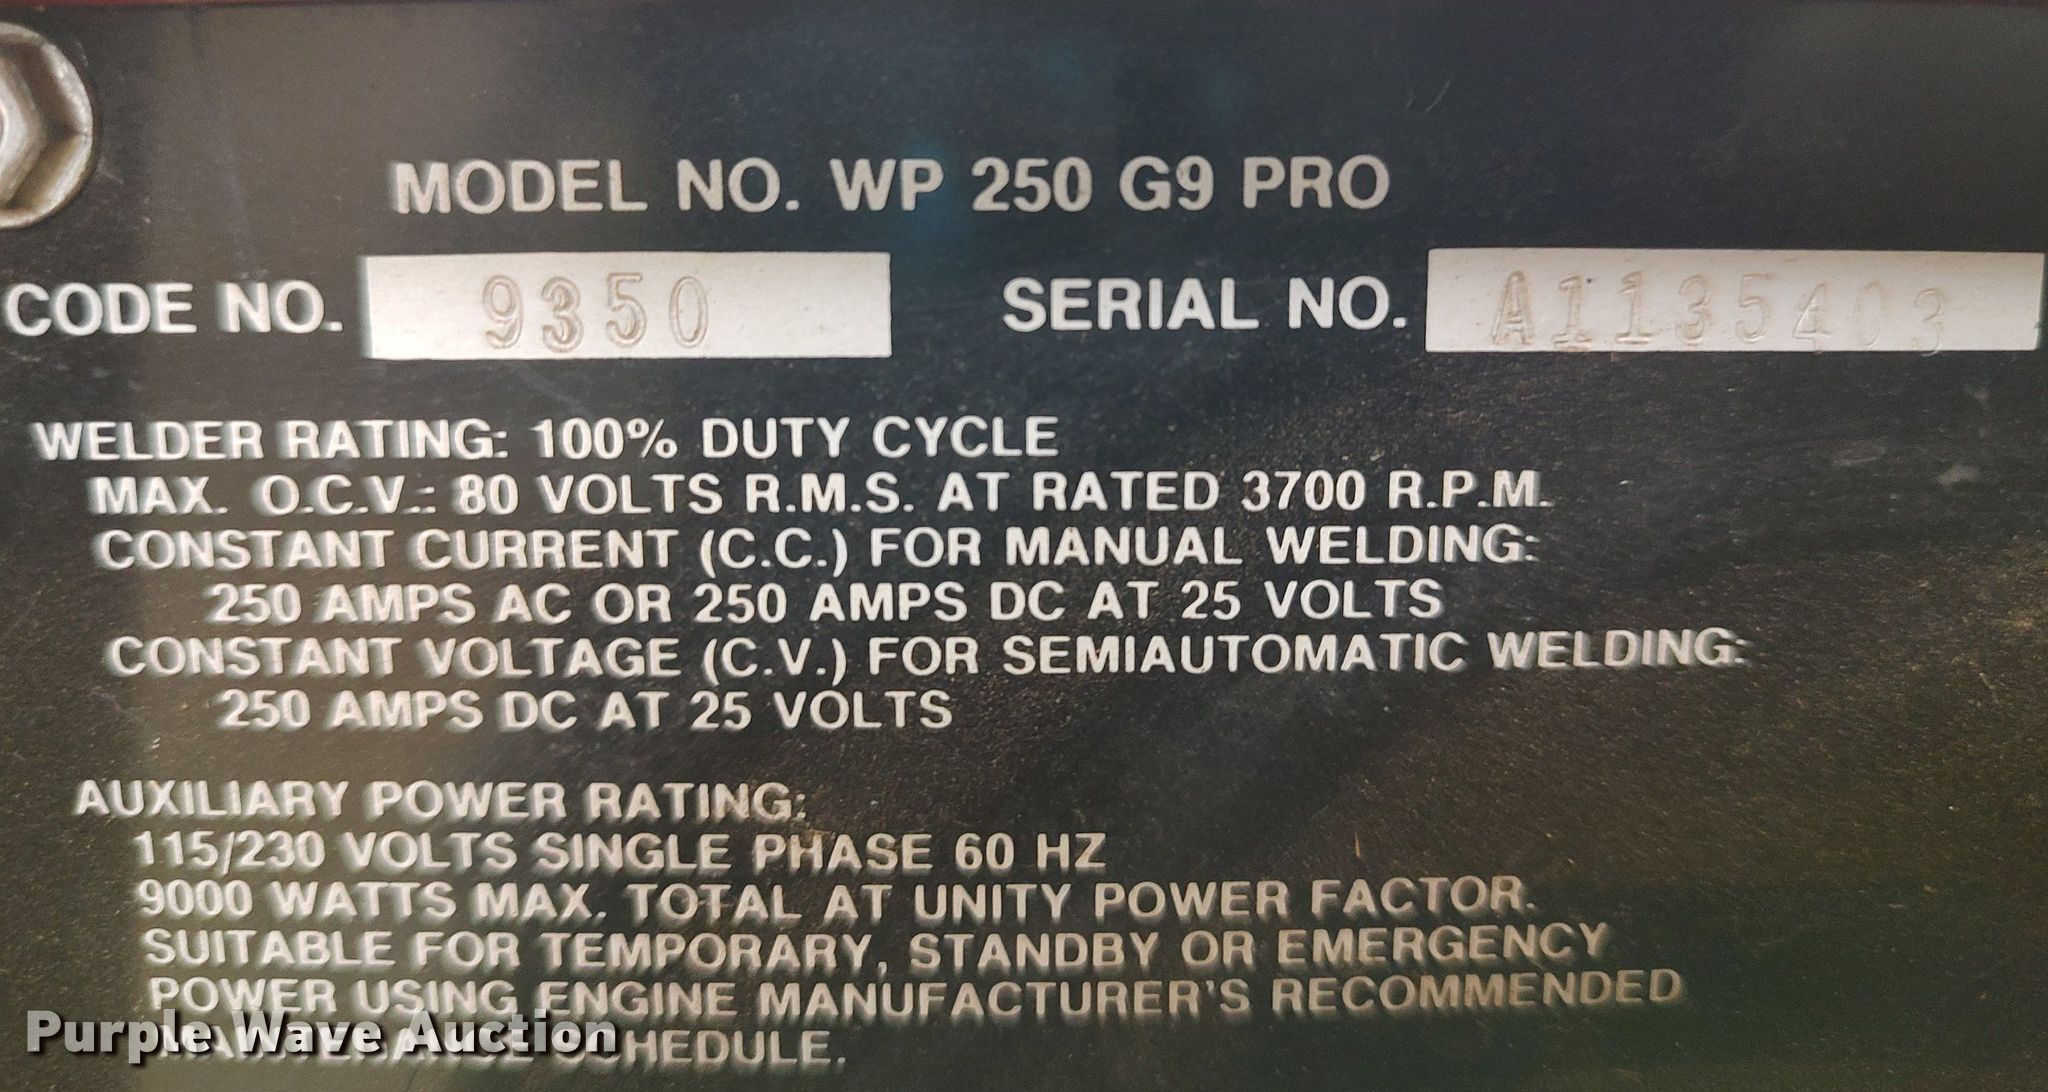 MODEL NO. WP 250 G9 PRO
CODE NO. 9350 SERIAL NO. A1135403
WELDER RATING: 100% DUTY CYCLE
MAX. O.C.V.: 80 VOLTS R.M.S. AT RATED 3700 R.P.M.
CONSTANT CURRENT (C.C.) FOR MANUAL WELDING:
250 AMPS AC OR 250 AMPS DC AT 25 VOLTS
CONSTANT VOLTAGE (C.V.) FOR SEMIAUTOMATIC WELDING:
250 AMPS DC AT 25 VOLTS
AUXILIARY POWER RATING:
115/230 VOLTS SINGLE PHASE 60 HZ
9000 WATTS MAX. TOTAL AT UNITY POWER FACTOR.
SUITABLE FOR TEMPORARY, STANDBY OR EMERGENCY
POWER USING ENGINE MANUFACTURER'S RECOMMENDED
MAINTENANCE SCHEDULE.
Purple Wave Auction